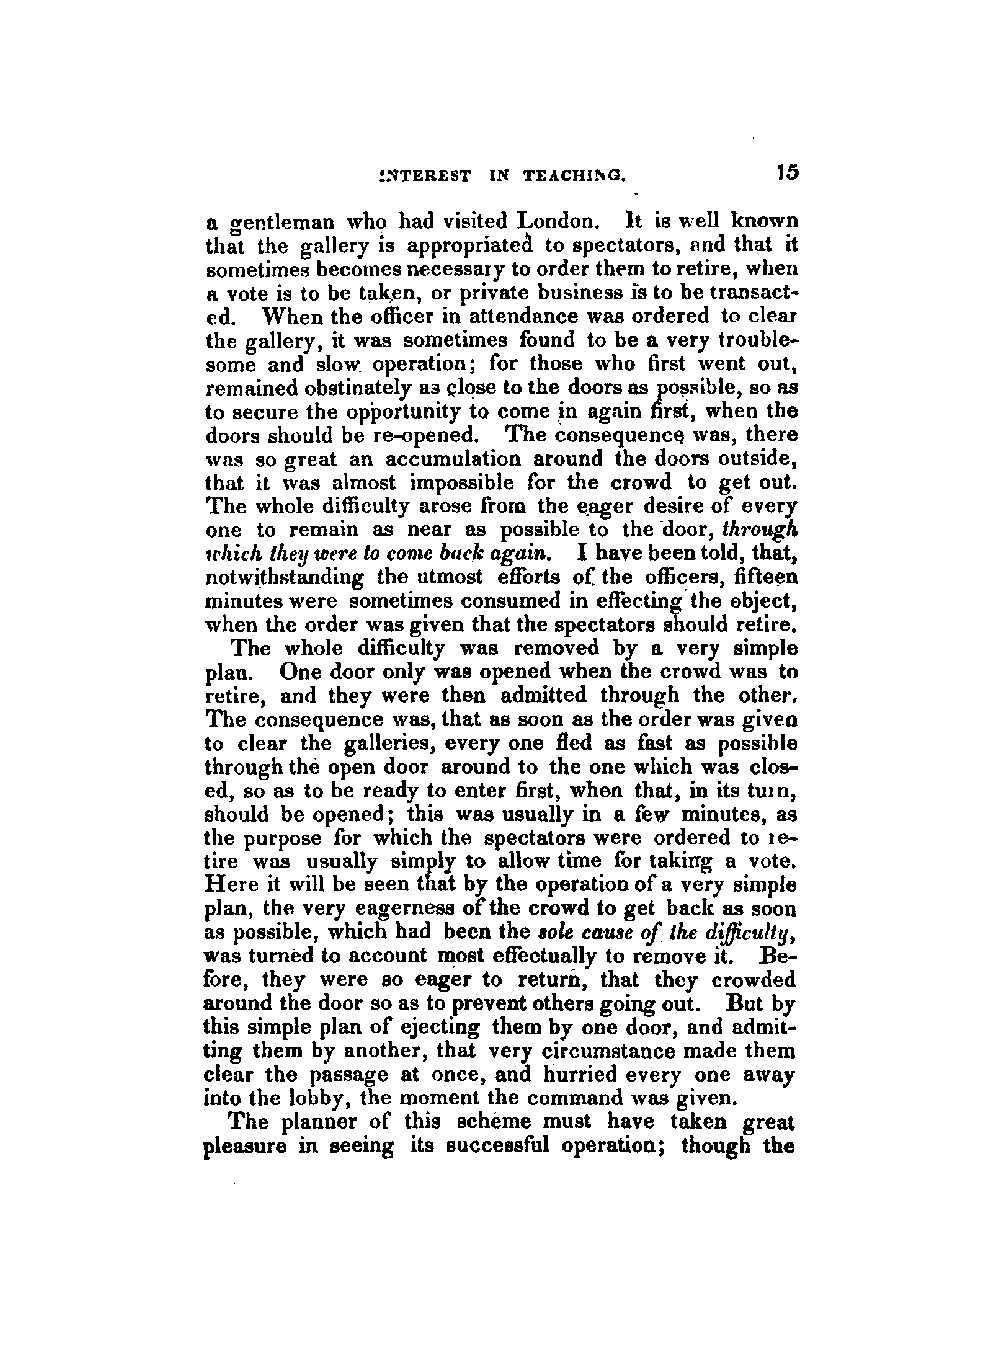 INTEREST IN TEACHING. 15
a gentleman who had visited London. It is well known
that the gallery is appropriated to spectators, and that it
sometimes becomes necessary to order them to retire, when
a vote is to be taken, or private business is to be transact-
ed. When the officer in attendance was ordered to clear
the gallery, it was sometimes found to be a very trouble-
some and slow operation; for those who first went out,
remained obstinately as close to the doors as possible, so as
to secure the opportunity to come in again first, when the
doors should be re-opened. The consequence was, there
was so great an accumulation around the doors outside,
that it was almost impossible for the crowd to get out.
The whole difficulty arose from the eager desire of every
one to remain as near as possible to the door, through
which they were to come back again. I have been told, that,
notwithstanding the utmost efforts of the officers, fifteen
minutes were sometimes consumed in effecting the object,
when the order was given that the spectators should retire.
The whole difficulty was removed by a very simple
plan. One door only was opened when the crowd was to
retire, and they were then admitted through the other.
The consequence was, that as soon as the order was given
to clear the galleries, every one fled as fast as possible
through the open door around to the one which was clos-
ed, so as to be ready to enter first, when that, in its turn,
should be opened; this was usually in a few minutes, as
the purpose for which the spectators were ordered to re-
tire was usually simply to allow time for taking a vote.
Here it will be seen that by the operation of a very simple
plan, the very eagerness of the crowd to get back as soon
as possible, which had been the sole cause of the difficulty,
was turned to account most effectually to remove it. Be-
fore, they were so eager to return, that they crowded
around the door so as to prevent others going out. But by
this simple plan of ejecting them by one door, and admit-
ting them by another, that very circumstance made them
clear the passage at once, and hurried every one away
into the lobby, the moment the command was given.
The planner of this scheme must have taken great
pleasure in seeing its successful operation; though the